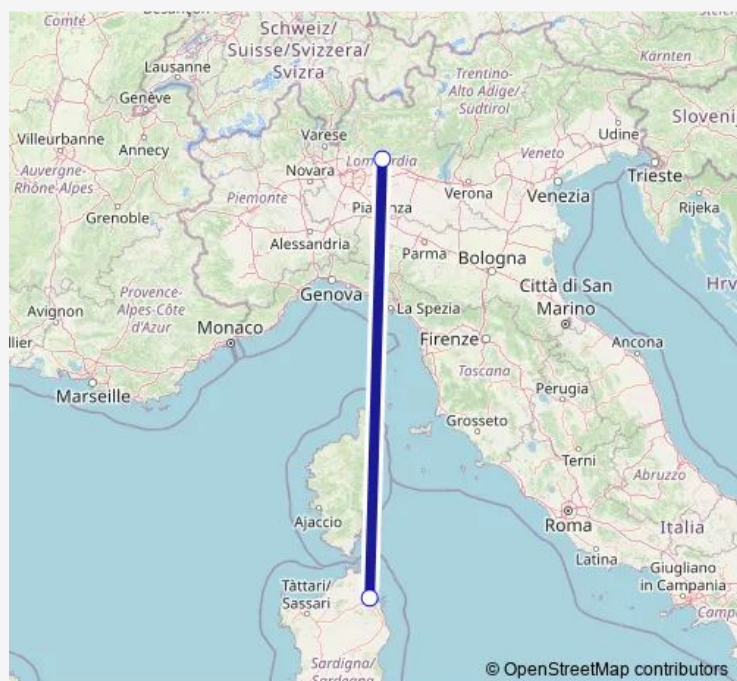 Comté
Schweiz/
Suisse/Svizzera/
Svizra
Lausanne
Genève
Villeurbanne
Annecy
Auvergne-
Rhône-Alpes
Grenoble
Trentino-
Alto Adige/
Südtirol
Kärnten
Udine
Trieste
Rijeka
Varese
Lombardia
Novara
Veneto
Verona
Venezia
Piemonte
Piacenza
Alessandria
Parma
Bologna
Genova
La Spezia
Città di San
Marino
Provence-
Alpes-Côte
d'Azur
Avignon
Monaco
Marseille
Firenze
Ancona
Toscana
Perugia
Grosseto
Terni
Abruzzo
Ajaccio
Roma
Italia
Latina
Giugliano
in Campania
Tàttari/
Sassari
Sardigna/
© OpenStreetMap contributors